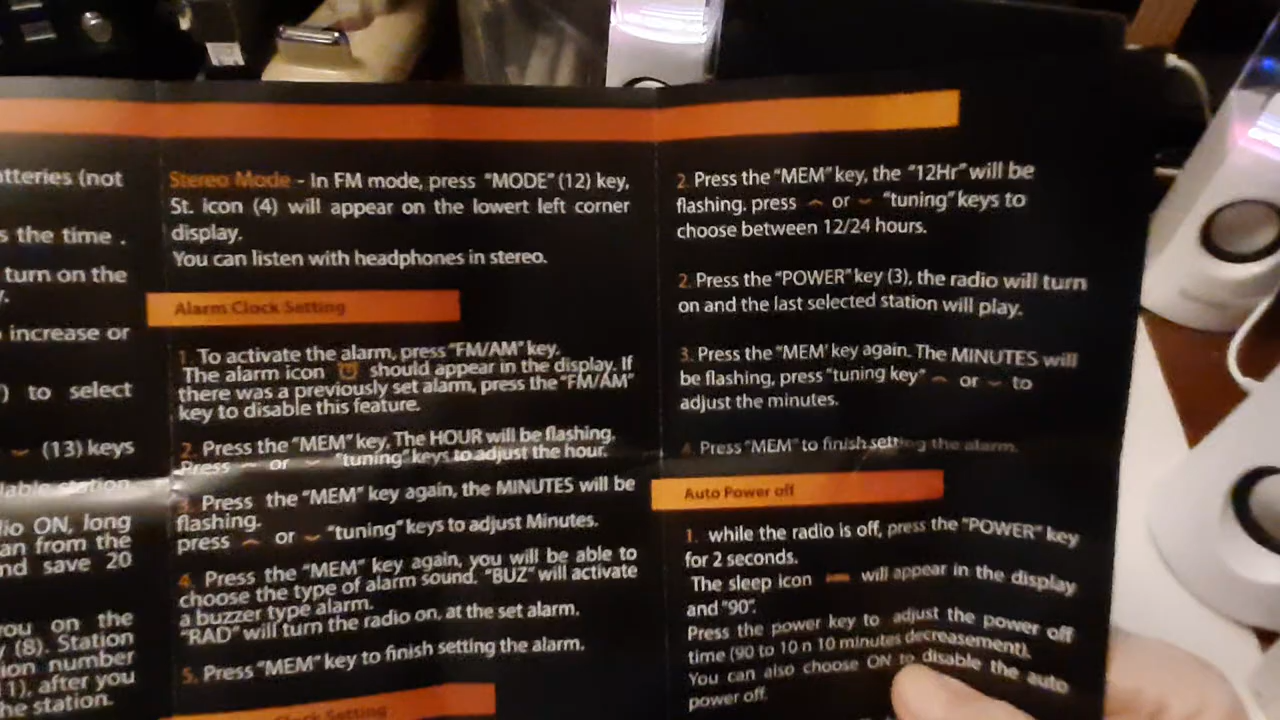 tteries (not
s the time .
turn on the
y.
increase or
) to select
(13) keys
lable station
io ON, long
an from the
nd save 20
you on the
(8). Station
ion number
11), after you
he station.
Stereo Mode - In FM mode, press "MODE" (12) key,
St. icon (4) will appear on the lowert left corner
display.
You can listen with headphones in stereo.
Alarm Clock Setting
1. To activate the alarm, press "FM/AM" key.
The alarm icon should appear in the display. If
there was a previously set alarm, press the "FM/AM"
key to disable this feature.
2. Press the "MEM" key, The HOUR will be flashing.
Press or "tuning" keys to adjust the hour.
3. Press the "MEM" key again, the MINUTES will be
flashing.
press or "tuning" keys to adjust Minutes.
4. Press the "MEM" key again, you will be able to
choose the type of alarm sound. "BUZ" will activate
a buzzer type alarm.
"RAD" will turn the radio on, at the set alarm.
5. Press "MEM" key to finish setting the alarm.
Clock Setting
2. Press the "MEM" key, the "12Hr" will be
flashing. press or "tuning" keys to
choose between 12/24 hours.
2. Press the "POWER" key (3), the radio will turn
on and the last selected station will play.
3. Press the "MEM' key again. The MINUTES will
be flashing, press "tuning key" or to
adjust the minutes.
4. Press "MEM" to finish setting the alarm.
Auto Power off
1. while the radio is off, press the "POWER" key
for 2 seconds.
The sleep icon will appear in the display
and "90".
Press the power key to adjust the power off
time (90 to 10 n 10 minutes decreasement).
You can also choose ON to disable the auto
power off.